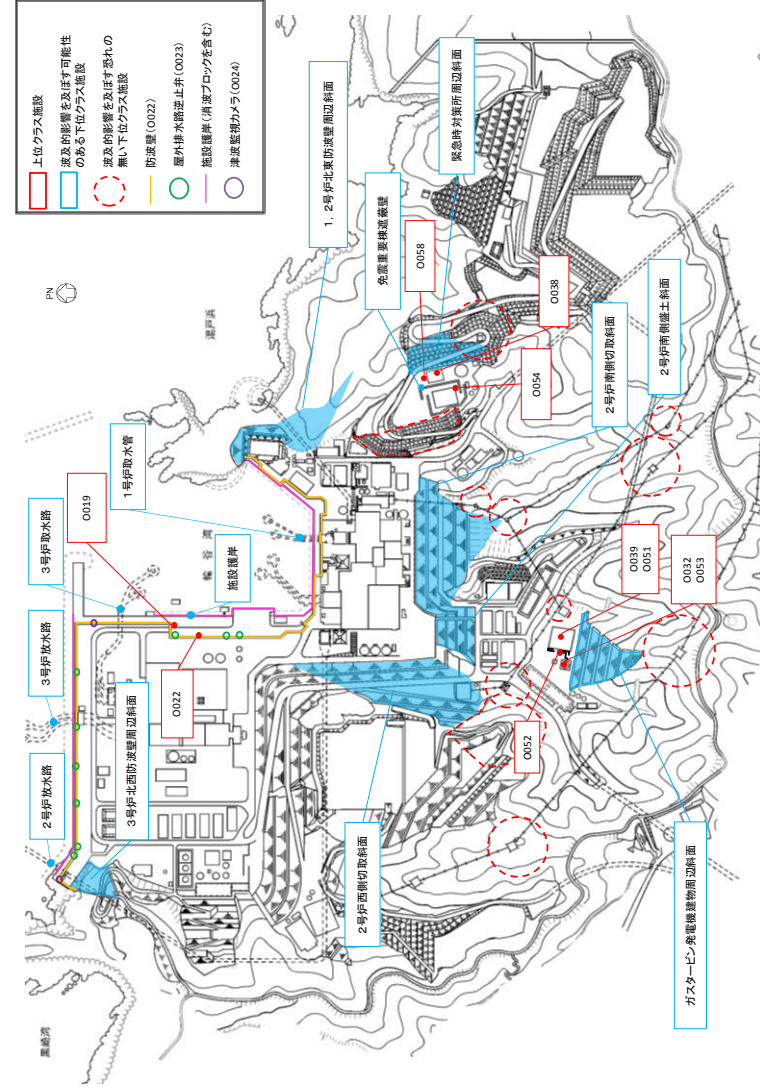 上位クラス施設
波及的影響を及ぼす可能性
のある下位クラス施設
波及的影響を及ぼす恐れの
無い下位クラス施設
防波壁(O022)
屋外排水路逆止弁(O023)
施設護岸(消波ブロックを含む)
津波監視カメラ(O024)
PN
湯戸浜
輪谷湾
黒崎湾
2号炉放水路
3号炉放水路
3号炉取水路
O019
1号炉取水管
施設護岸
1, 2号炉北東防波壁周辺斜面
免震重要棟遮蔽壁
O058
緊急時対策所周辺斜面
3号炉北西防波壁周辺斜面
O022
O038
O054
2号炉南側切取斜面
2号炉南側盛土斜面
2号炉西側切取斜面
O052
O039
O051
O032
O053
ガスタービン発電機建物周辺斜面